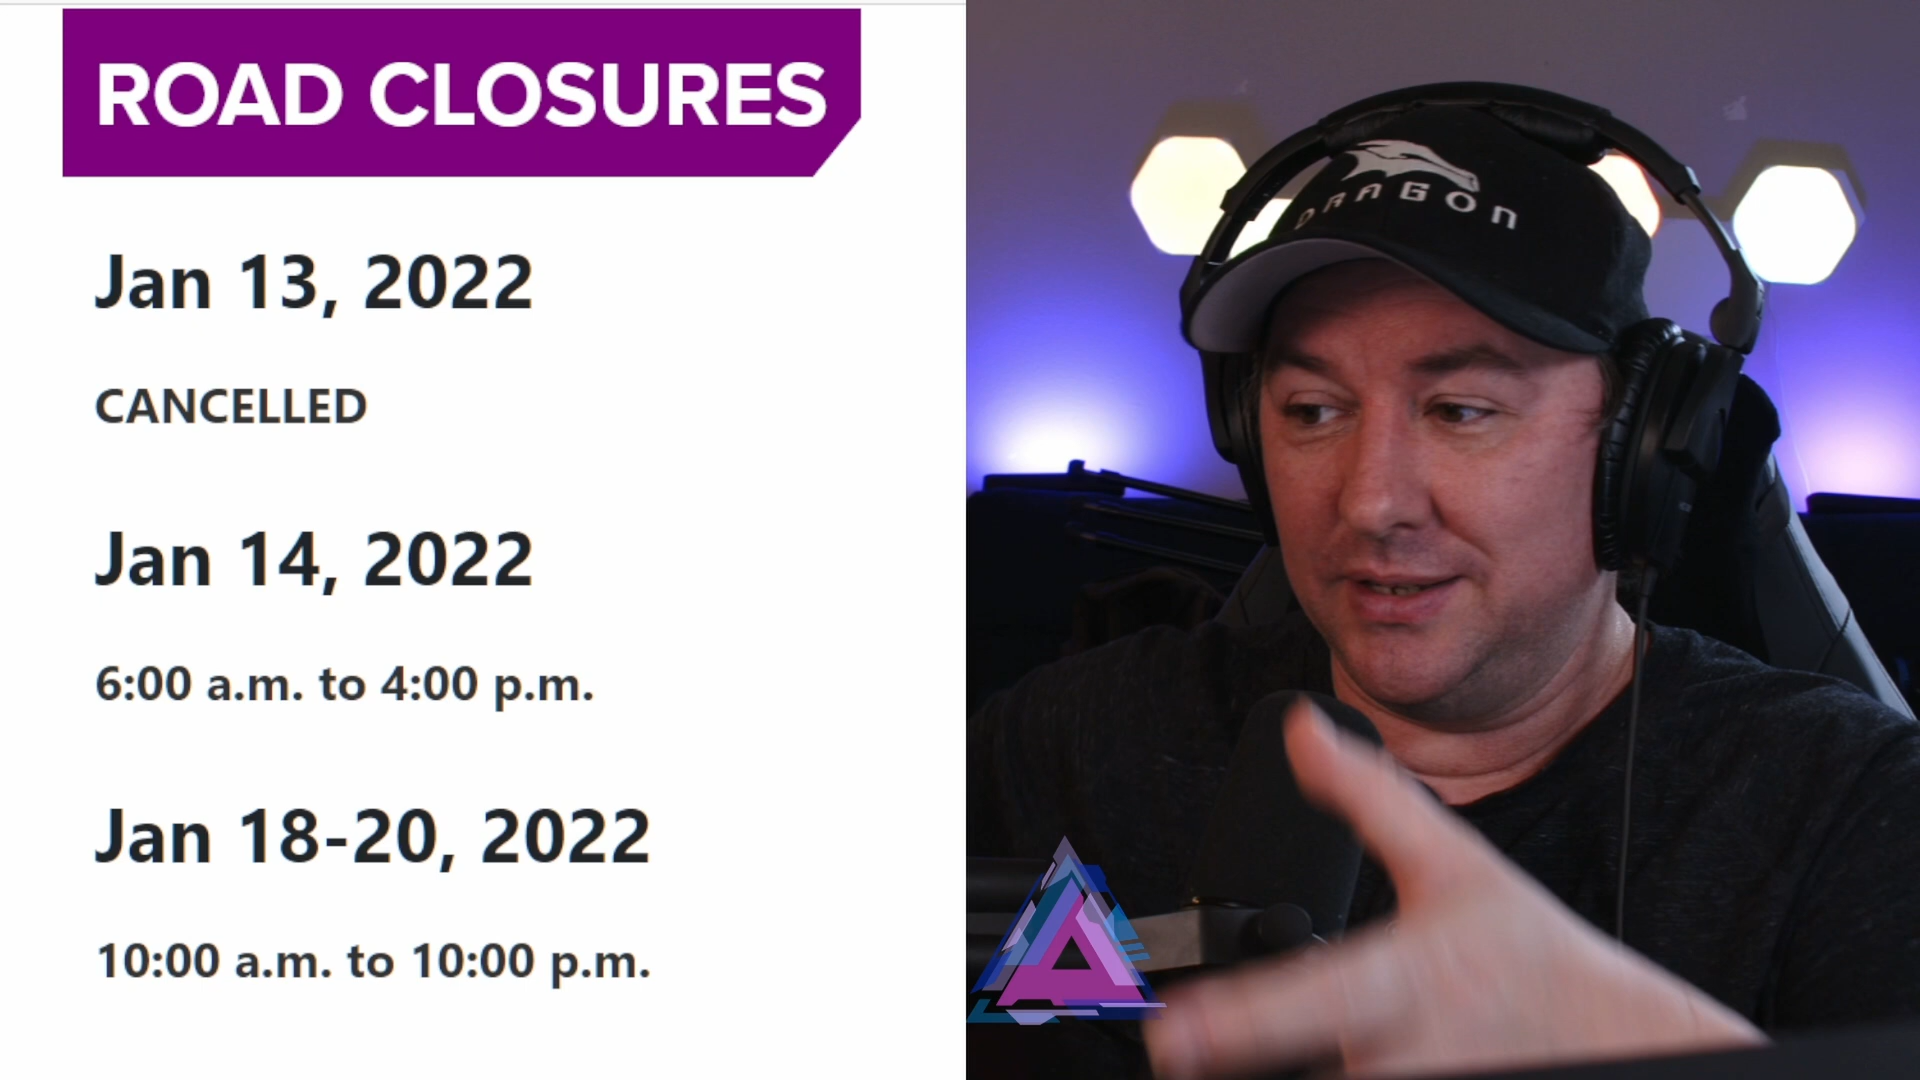 ROAD CLOSURES
Jan 13, 2022
CANCELLED
Jan 14, 2022
6:00 a.m. to 4:00 p.m.
Jan 18-20, 2022
10:00 a.m. to 10:00 p.m.
DRAGON